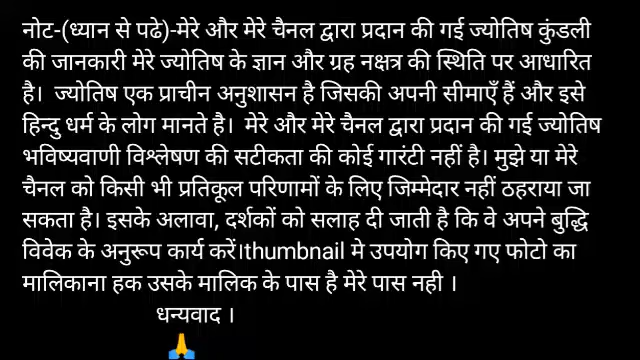 नोट-(ध्यान से पढे)-मेरे और मेरे चैनल द्वारा प्रदान की गई ज्योतिष कुंडली
की जानकारी मेरे ज्योतिष के ज्ञान और ग्रह नक्षत्र की स्थिति पर आधारित
है। ज्योतिष एक प्राचीन अनुशासन है जिसकी अपनी सीमाएँ हैं और इसे
हिन्दु धर्म के लोग मानते है। मेरे और मेरे चैनल द्वारा प्रदान की गई ज्योतिष
भविष्यवाणी विश्लेषण की सटीकता की कोई गारंटी नहीं है। मुझे या मेरे
चैनल को किसी भी प्रतिकूल परिणामों के लिए जिम्मेदार नहीं ठहराया जा
सकता है। इसके अलावा, दर्शकों को सलाह दी जाती है कि वे अपने बुद्धि
विवेक के अनुरूप कार्य करें।thumbnail मे उपयोग किए गए फोटो का
मालिकाना हक उसके मालिक के पास है मेरे पास नही ।
धन्यवाद ।
🙏